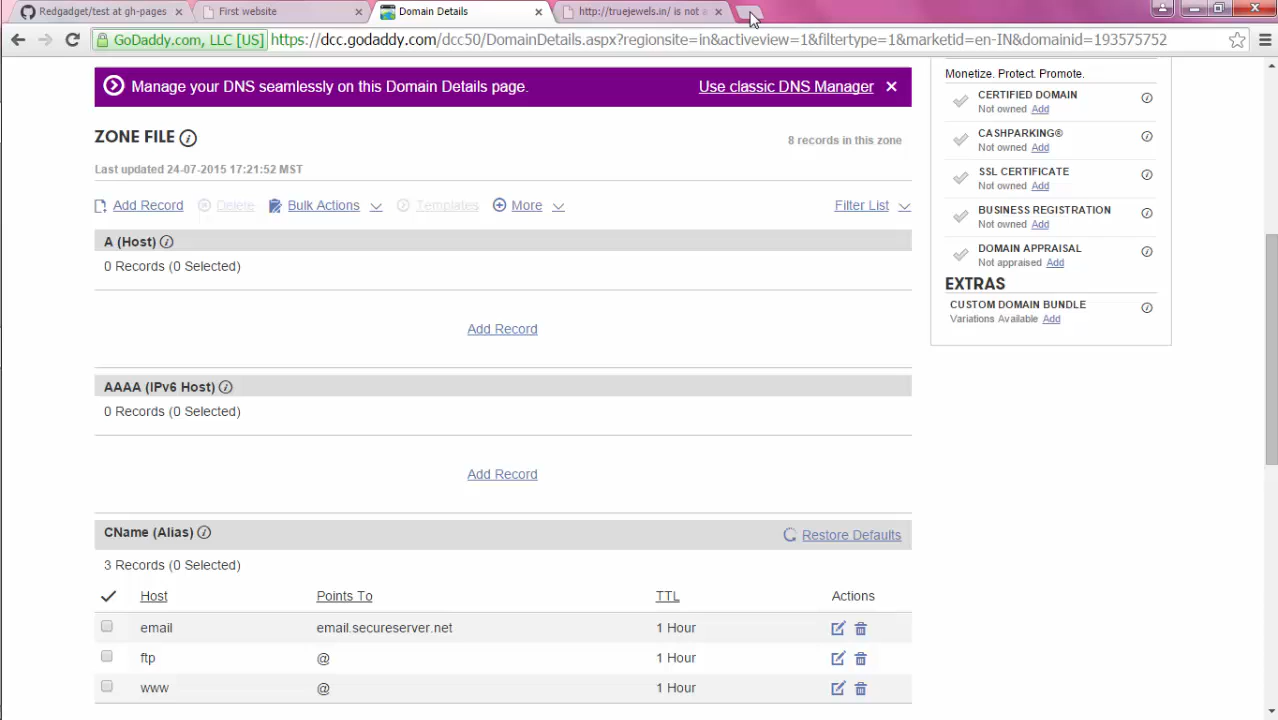 Redgadget/test at gh-pages
First website
Domain Details
http://truejewels.in/ is not a
GoDaddy.com, LLC [US]
https://dcc.godaddy.com/dcc50/DomainDetails.aspx?regionsite=in&activeview=1&filtertype=1&marketid=en-IN&domainid=193575752
Manage your DNS seamlessly on this Domain Details page.
Use classic DNS Manager
ZONE FILE
8 records in this zone
Last updated 24-07-2015 17:21:52 MST
Add Record
Delete
Bulk Actions
Templates
More
Filter List
A (Host)
0 Records (0 Selected)
Add Record
AAAA (IPv6 Host)
0 Records (0 Selected)
Add Record
CName (Alias)
Restore Defaults
3 Records (0 Selected)
Host Points To TTL Actions
email email.secureserver.net 1 Hour
ftp @ 1 Hour
www @ 1 Hour
Monetize. Protect. Promote.
CERTIFIED DOMAIN
Not owned Add
CASHPARKING®
Not owned Add
SSL CERTIFICATE
Not owned Add
BUSINESS REGISTRATION
Not owned Add
DOMAIN APPRAISAL
Not appraised Add
EXTRAS
CUSTOM DOMAIN BUNDLE
Variations Available Add